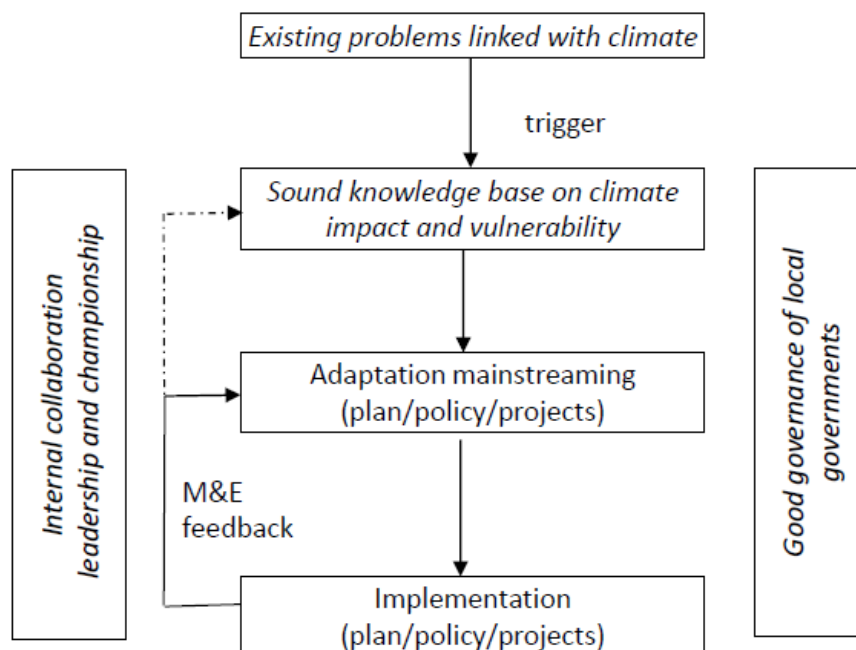 Existing problems linked with climate
trigger
Sound knowledge base on climate
impact and vulnerability
Internal collaboration
leadership and championship
Good governance of local
governments
Adaptation mainstreaming
(plan/policy/projects)
M&E
feedback
Implementation
(plan/policy/projects)